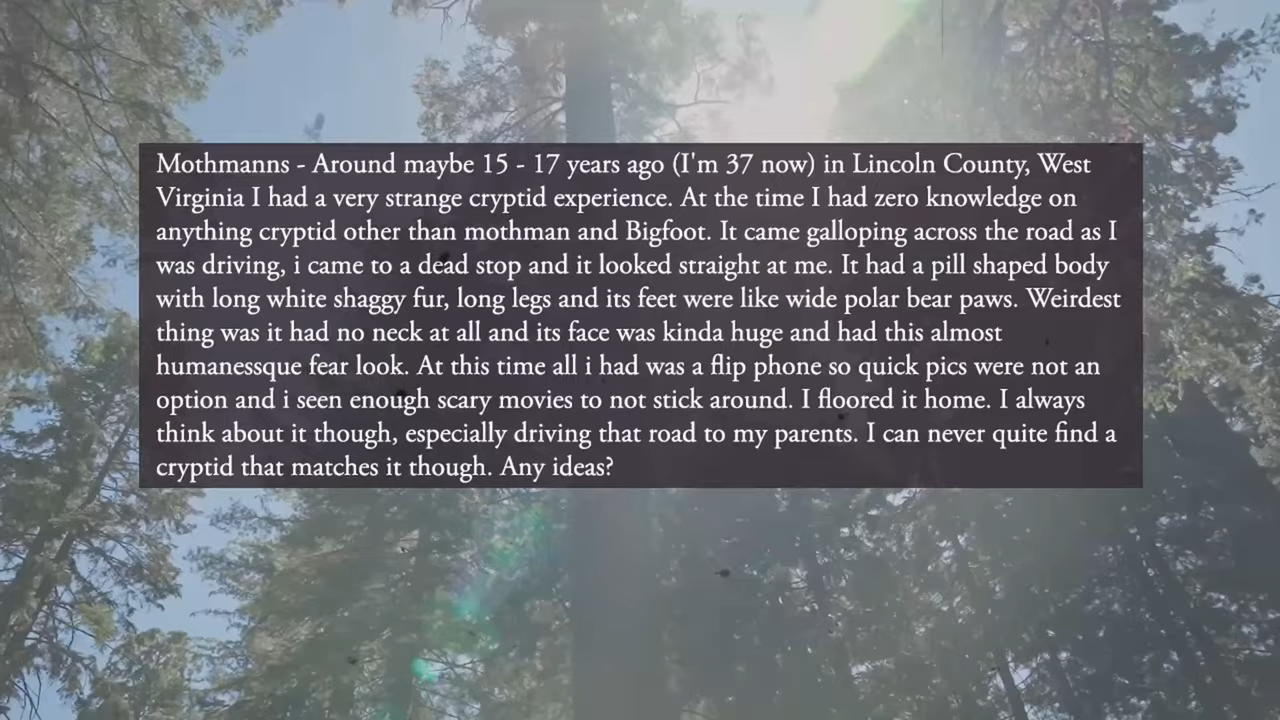 Mothmanns - Around maybe 15 - 17 years ago (I'm 37 now) in Lincoln County, West
Virginia I had a very strange cryptid experience. At the time I had zero knowledge on
anything cryptid other than mothman and Bigfoot. It came galloping across the road as I
was driving, i came to a dead stop and it looked straight at me. It had a pill shaped body
with long white shaggy fur, long legs and its feet were like wide polar bear paws. Weirdest
thing was it had no neck at all and its face was kinda huge and had this almost
humanessque fear look. At this time all i had was a flip phone so quick pics were not an
option and i seen enough scary movies to not stick around. I floored it home. I always
think about it though, especially driving that road to my parents. I can never quite find a
cryptid that matches it though. Any ideas?